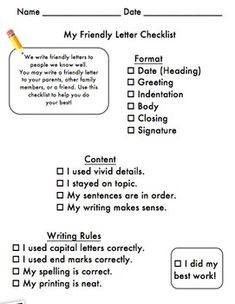 Name Date
My Friendly Letter Checklist
We write friendly letters to
people we know well.
You may write a friendly letter
to your parents, other family
members, or a friend. Use this
checklist to help you do
your best!
Format
Date (Heading)
Greeting
Indentation
Body
Closing
Signature
Content
I used vivid details.
I stayed on topic.
My sentences are in order.
My writing makes sense.
Writing Rules
I used capital letters correctly.
I used end marks correctly.
My spelling is correct.
My printing is neat.
I did my
best work!